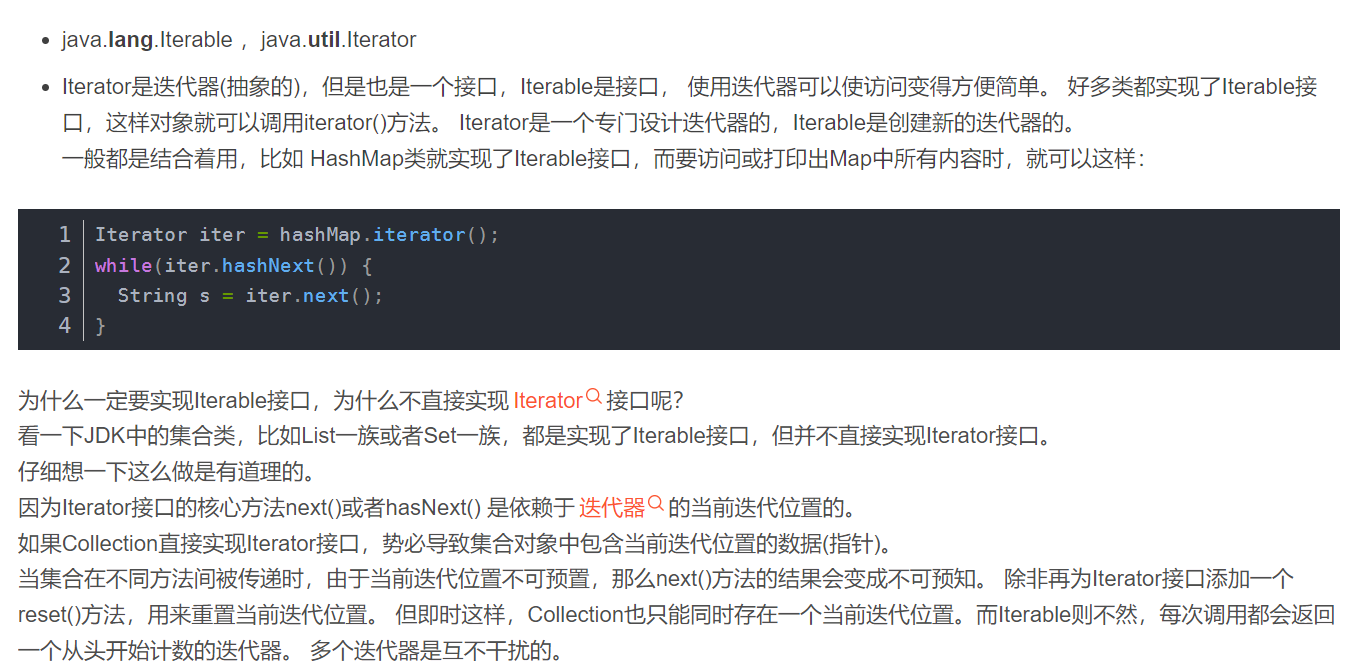 java.lang.Iterable ，java.util.Iterator
Iterator是迭代器(抽象的)，但是也是一个接口，Iterable是接口， 使用迭代器可以使访问变得方便简单。 好多类都实现了Iterable接
口，这样对象就可以调用iterator()方法。 Iterator是一个专门设计迭代器的，Iterable是创建新的迭代器的。
一般都是结合着用，比如 HashMap类就实现了Iterable接口，而要访问或打印出Map中所有内容时，就可以这样：
1 Iterator iter = hashMap.iterator();
2 while(iter.hashNext()) {
3   String s = iter.next();
4 }
为什么一定要实现Iterable接口，为什么不直接实现 Iterator 接口呢？
看一下JDK中的集合类，比如List一族或者Set一族，都是实现了Iterable接口，但并不直接实现Iterator接口。
仔细想一下这么做是有道理的。
因为Iterator接口的核心方法next()或者hasNext() 是依赖于 迭代器 的当前迭代位置的。
如果Collection直接实现Iterator接口，势必导致集合对象中包含当前迭代位置的数据(指针)。
当集合在不同方法间被传递时，由于当前迭代位置不可预置，那么next()方法的结果会变成不可预知。 除非再为Iterator接口添加一个
reset()方法，用来重置当前迭代位置。 但即时这样，Collection也只能同时存在一个当前迭代位置。而Iterable则不然，每次调用都会返回
一个从头开始计数的迭代器。 多个迭代器是互不干扰的。